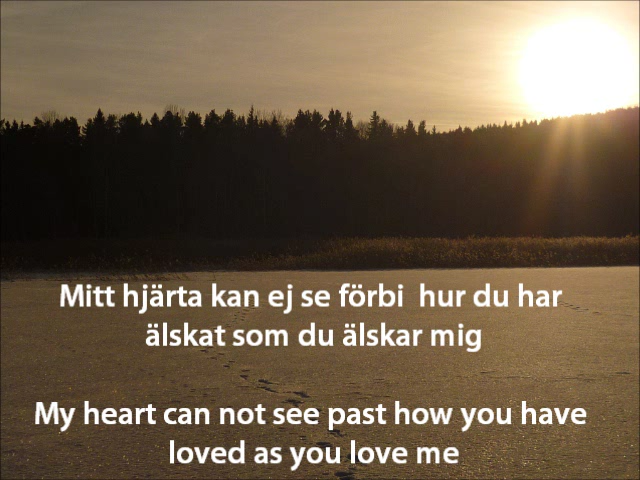 Mitt hjärta kan ej se förbi  hur du har
älskat som du älskar mig
My heart can not see past how you have
loved as you love me